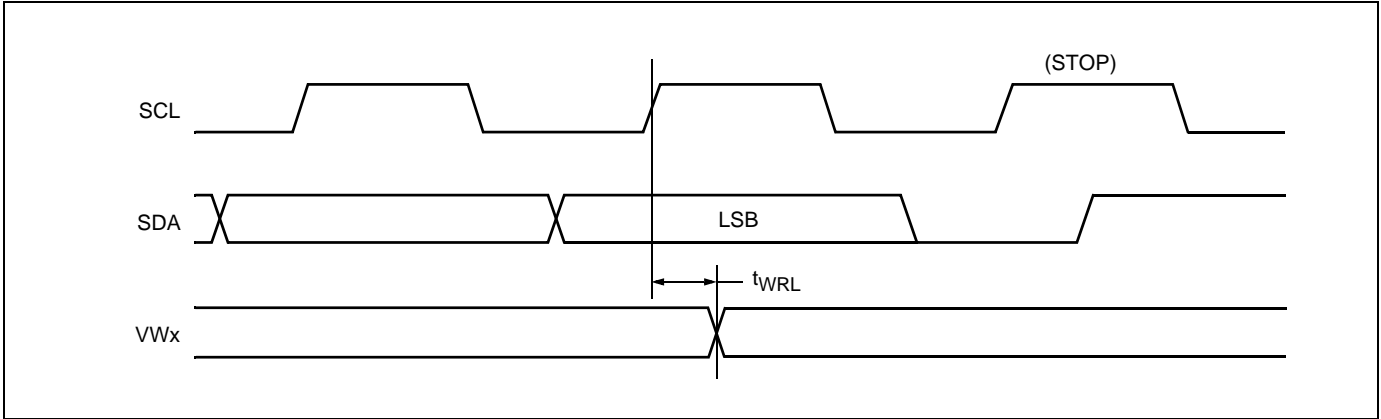 (STOP)
SCL
SDA
LSB
tWRL
VWx